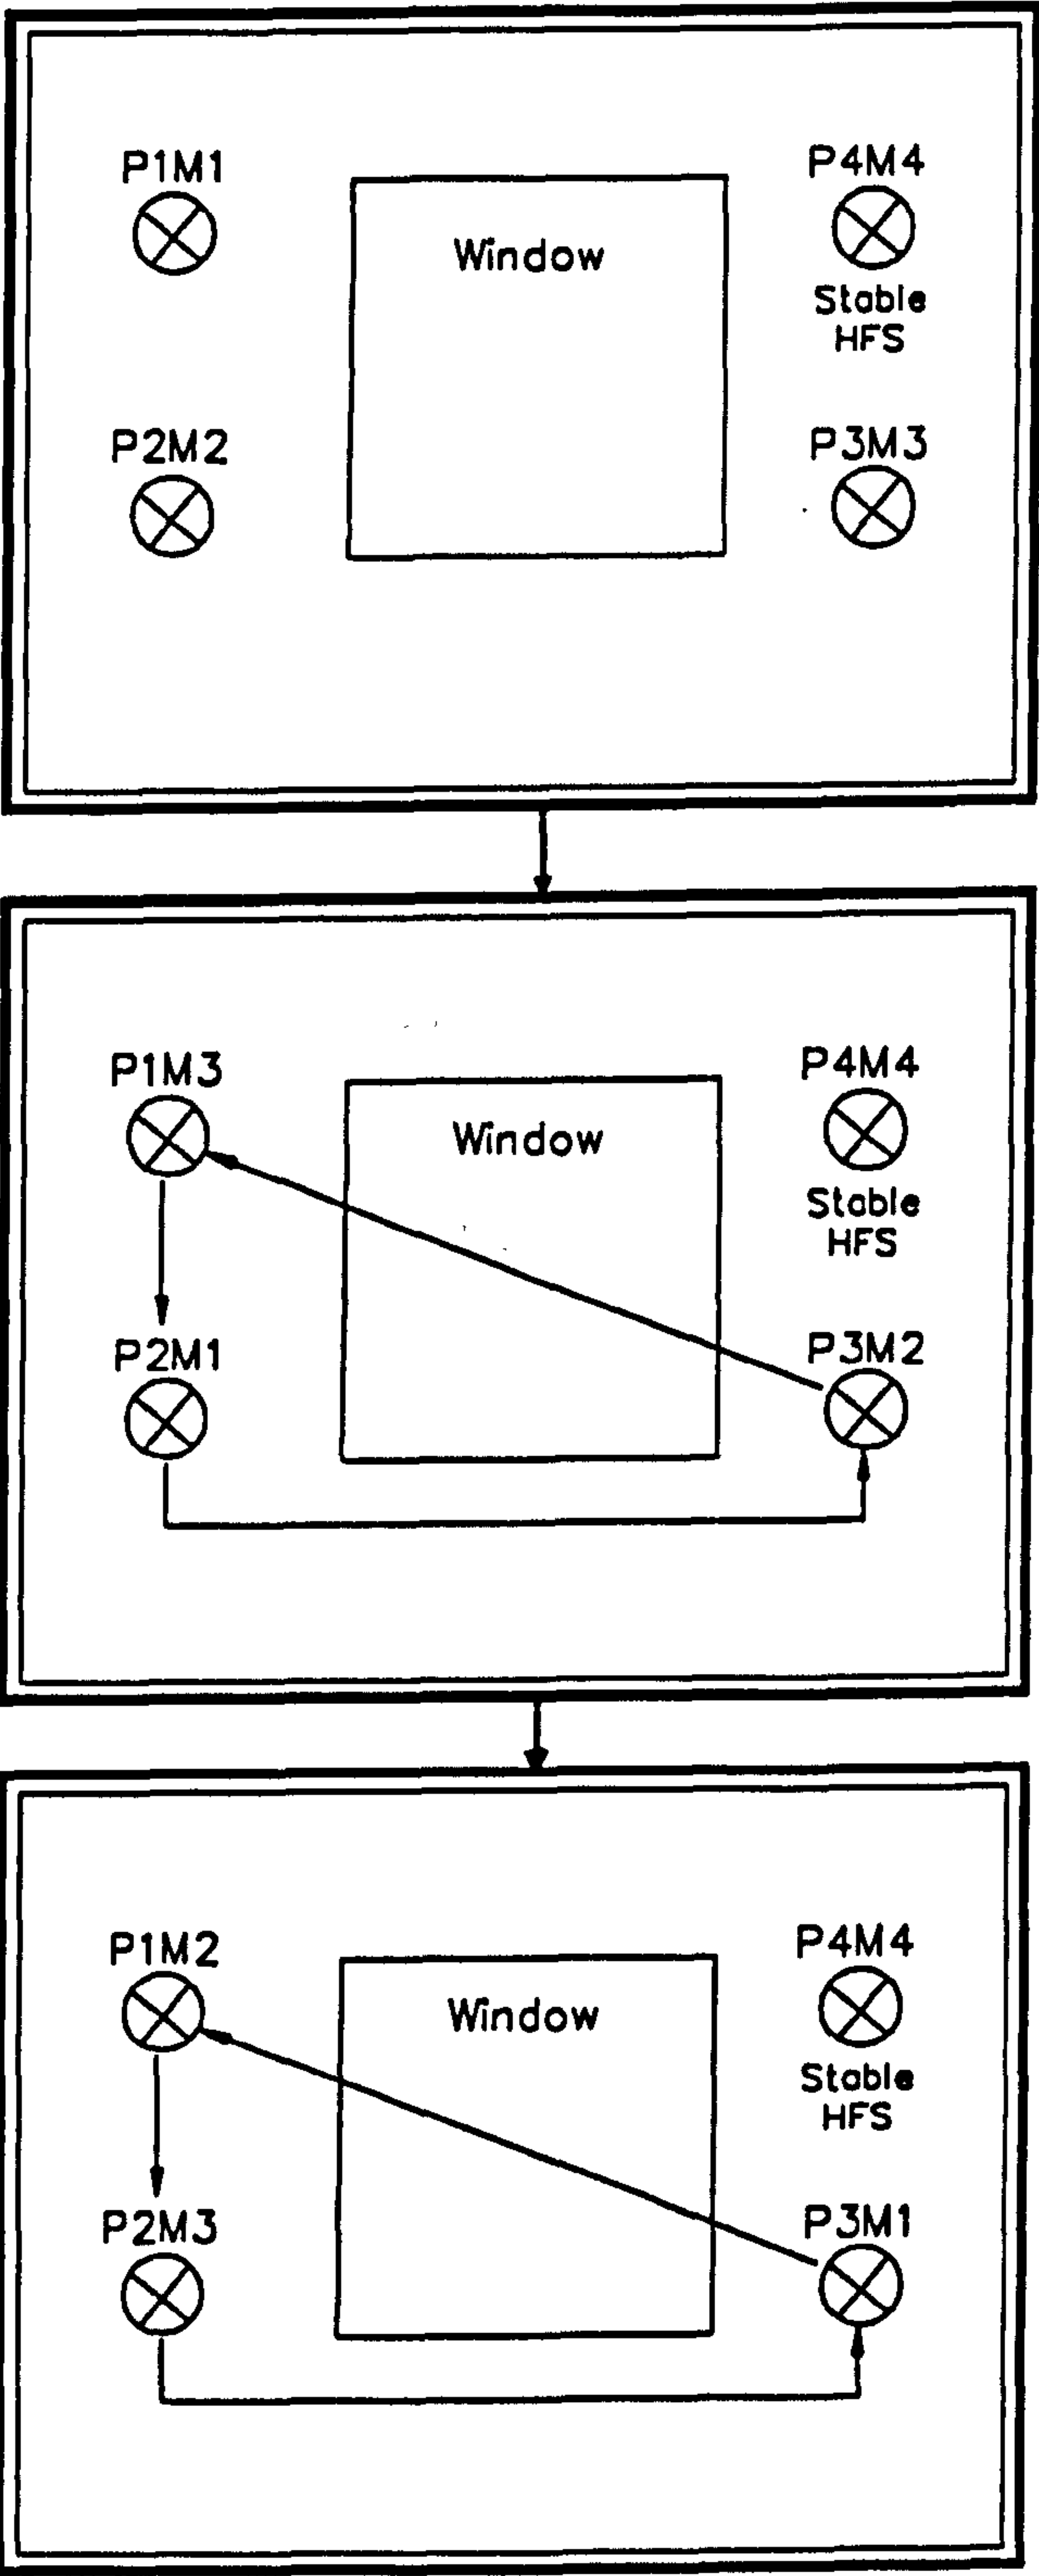 P1M1
P4M4
Window
Stable
HFS
P2M2
P3M3
P1M3
P4M4
Window
Stable
HFS
P2M1
P3M2
P1M2
P4M4
Window
Stable
HFS
P2M3
P3M1